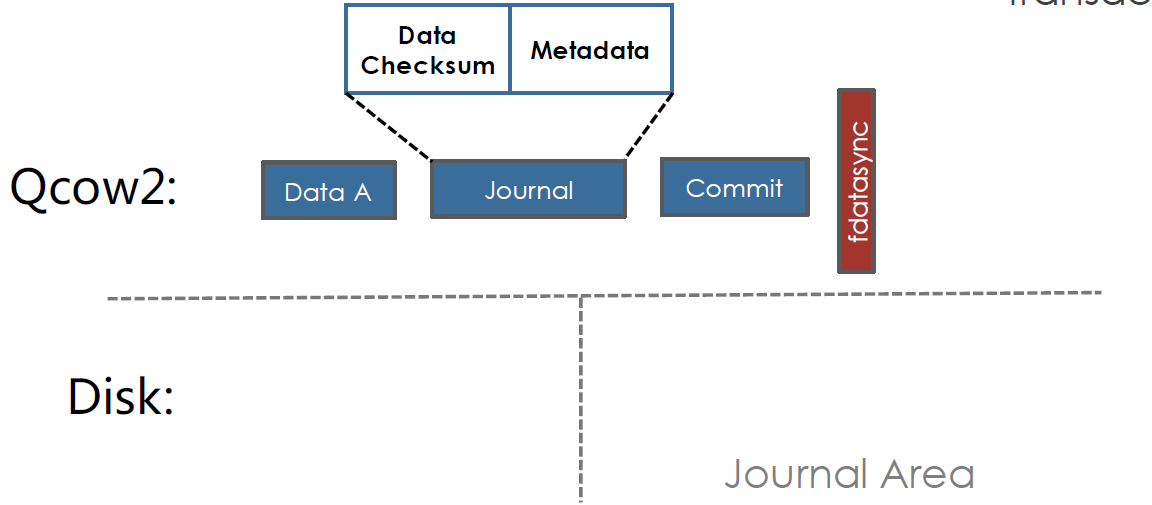 Data
Checksum
Metadata
Qcow2:
Data A
Journal
Commit
fdatasync
Disk:
Journal Area